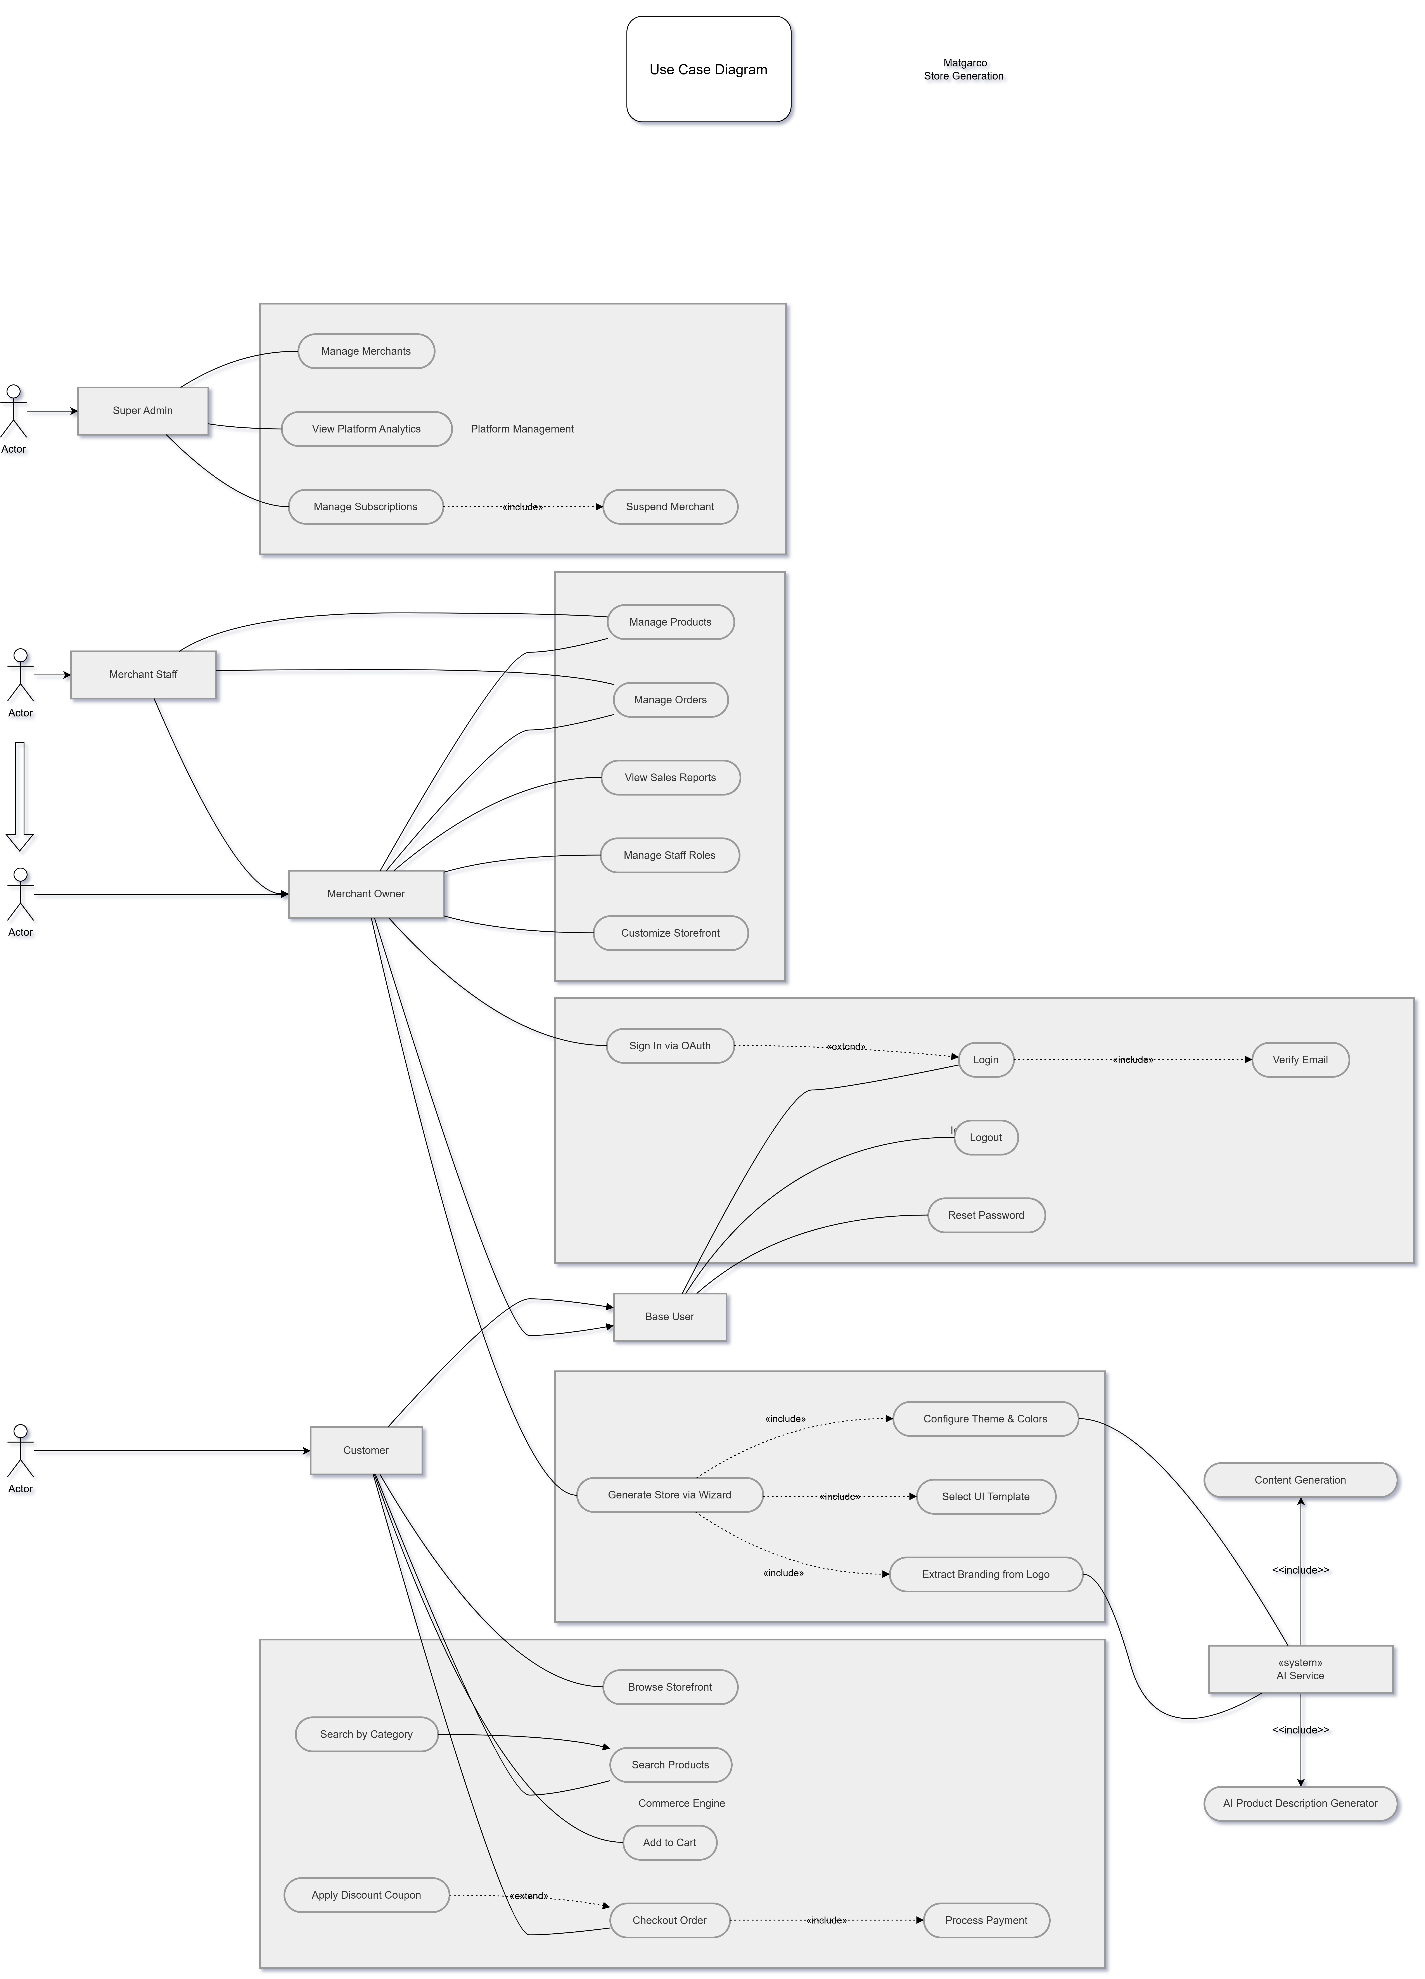 Use Case Diagram
Matgarco
Store Generation
Manage Merchants
Super Admin
Actor
View Platform Analytics
Platform Management
Manage Subscriptions
«include»
Suspend Merchant
Manage Products
Merchant Staff
Actor
Manage Orders
View Sales Reports
Manage Staff Roles
Merchant Owner
Actor
Customize Storefront
Sign In via OAuth
«extend»
Login
«include»
Verify Email
Logout
Reset Password
Base User
«include»
Configure Theme & Colors
Customer
Actor
Generate Store via Wizard
«include»
Select UI Template
Content Generation
«include»
Extract Branding from Logo
<<include>>
«system»
AI Service
Browse Storefront
<<include>>
Search by Category
Search Products
Commerce Engine
AI Product Description Generator
Add to Cart
Apply Discount Coupon
«extend»
Checkout Order
«include»
Process Payment